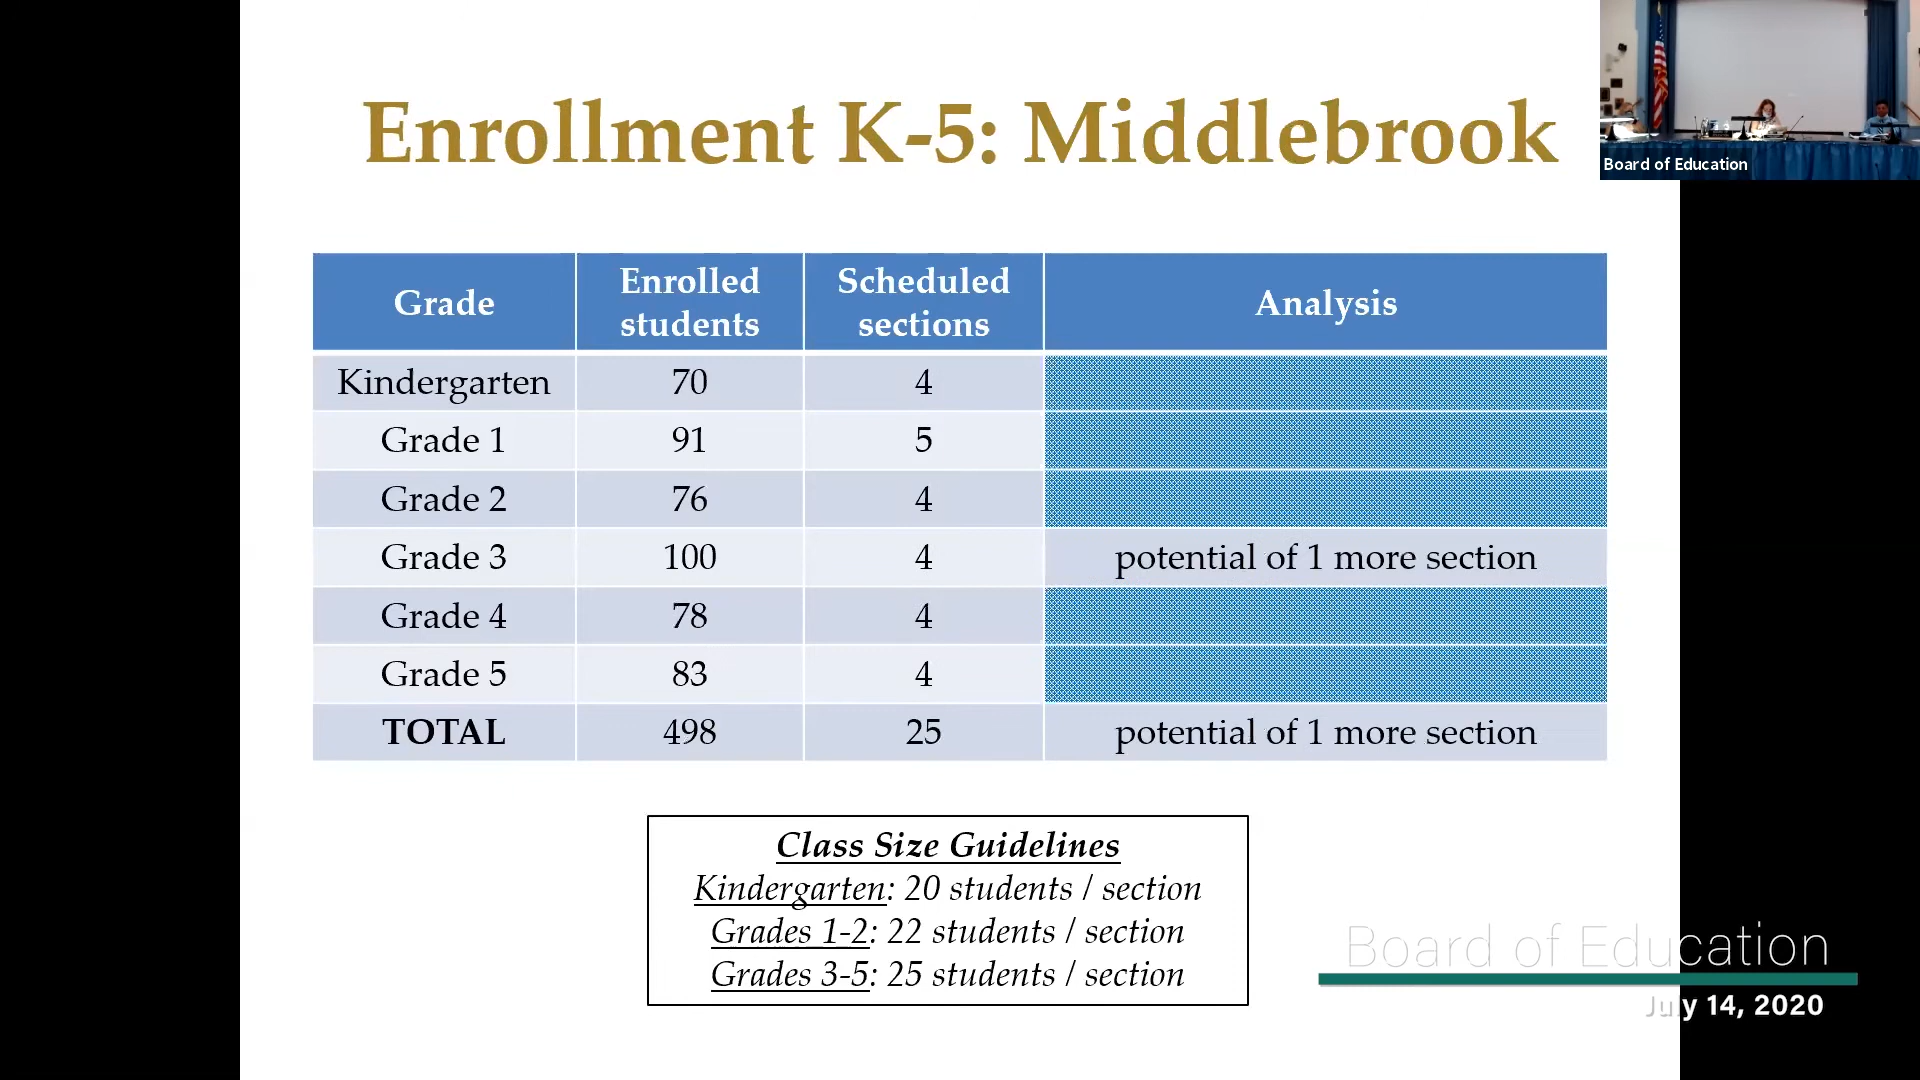 Enrollment K-5: Middlebrook
Board of Education
Grade Enrolled students Scheduled sections Analysis
Kindergarten 70 4
Grade 1 91 5
Grade 2 76 4
Grade 3 100 4 potential of 1 more section
Grade 4 78 4
Grade 5 83 4
TOTAL 498 25 potential of 1 more section
Class Size Guidelines
Kindergarten: 20 students / section
Grades 1-2: 22 students / section
Grades 3-5: 25 students / section
Board of Education
July 14, 2020